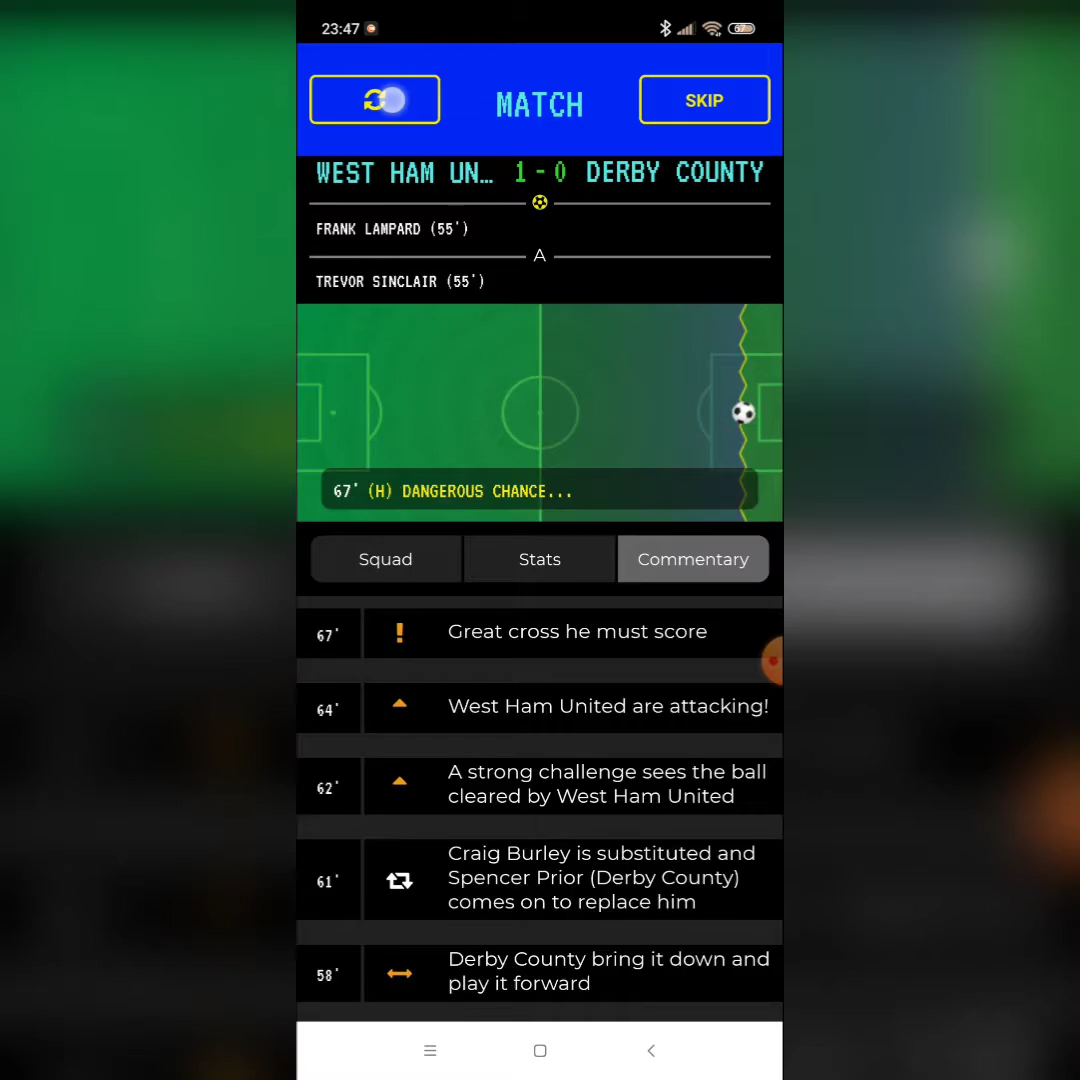 23:47
67
MATCH
SKIP
WEST HAM UN… 1 - 0 DERBY COUNTY
FRANK LAMPARD (55')
A
TREVOR SINCLAIR (55')
67' (H) DANGEROUS CHANCE...
Squad
Stats
Commentary
67' ! Great cross he must score
64' West Ham United are attacking!
62' A strong challenge sees the ball
cleared by West Ham United
61' Craig Burley is substituted and
Spencer Prior (Derby County)
comes on to replace him
58' Derby County bring it down and
play it forward